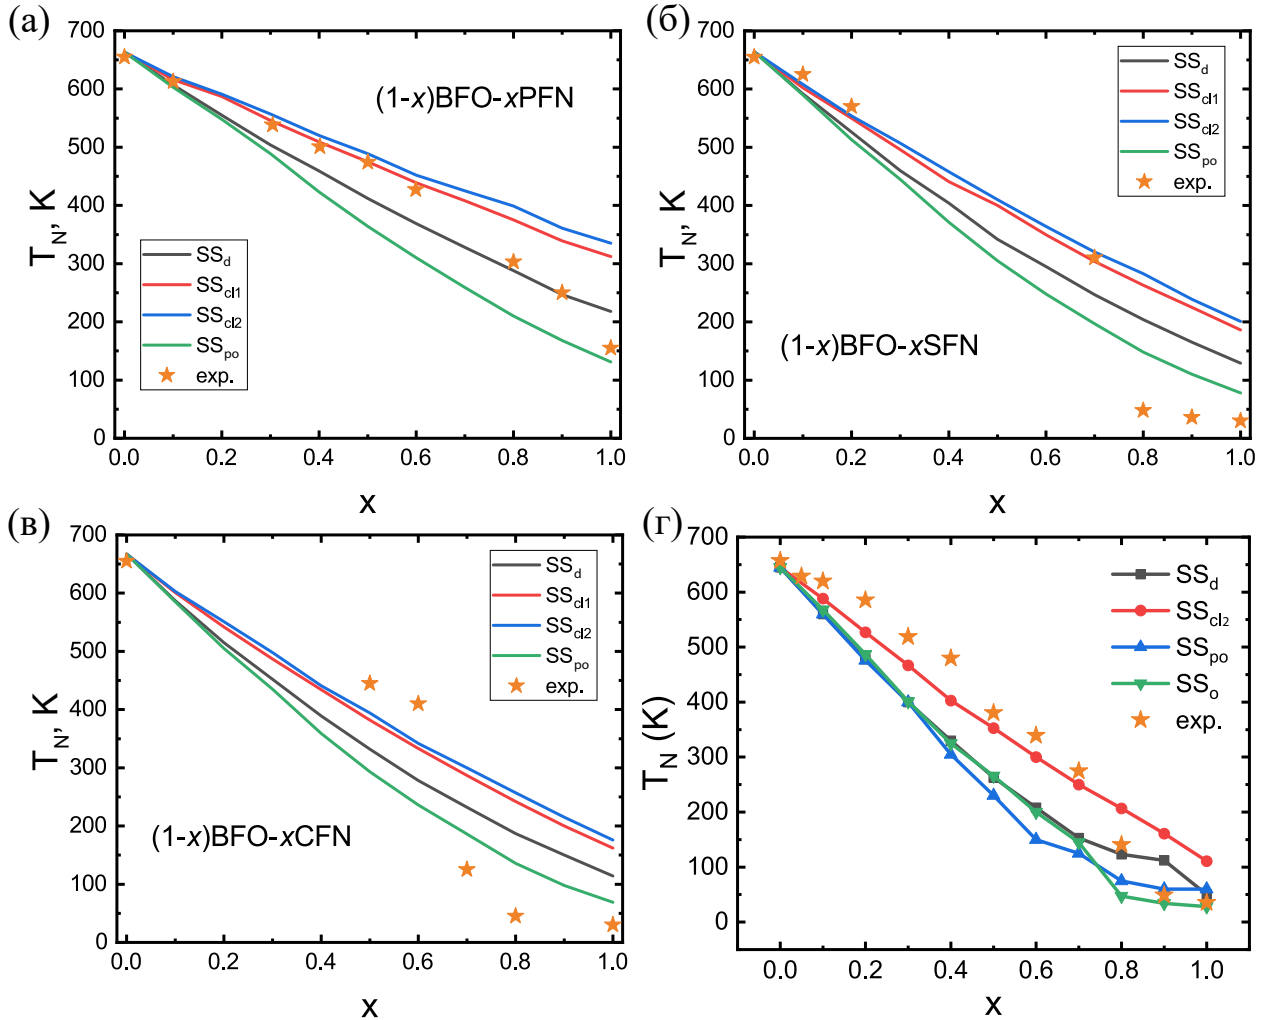 (а)
700
600
500
400
300
200
100
0
T_N, K
(1-x)BFO-xPFN
SS_d
SS_cl1
SS_cl2
SS_po
exp.
0.0 0.2 0.4 0.6 0.8 1.0
x
(б)
700
600
500
400
300
200
100
0
T_N, K
SS_d
SS_cl1
SS_cl2
SS_po
exp.
(1-x)BFO-xSFN
0.0 0.2 0.4 0.6 0.8 1.0
x
(в)
700
600
500
400
300
200
100
0
T_N, K
SS_d
SS_cl1
SS_cl2
SS_po
exp.
(1-x)BFO-xCFN
0.0 0.2 0.4 0.6 0.8 1.0
x
(г)
700
600
500
400
300
200
100
0
T_N (K)
SS_d
SS_cl2
SS_po
SS_o
exp.
0.0 0.2 0.4 0.6 0.8 1.0
x